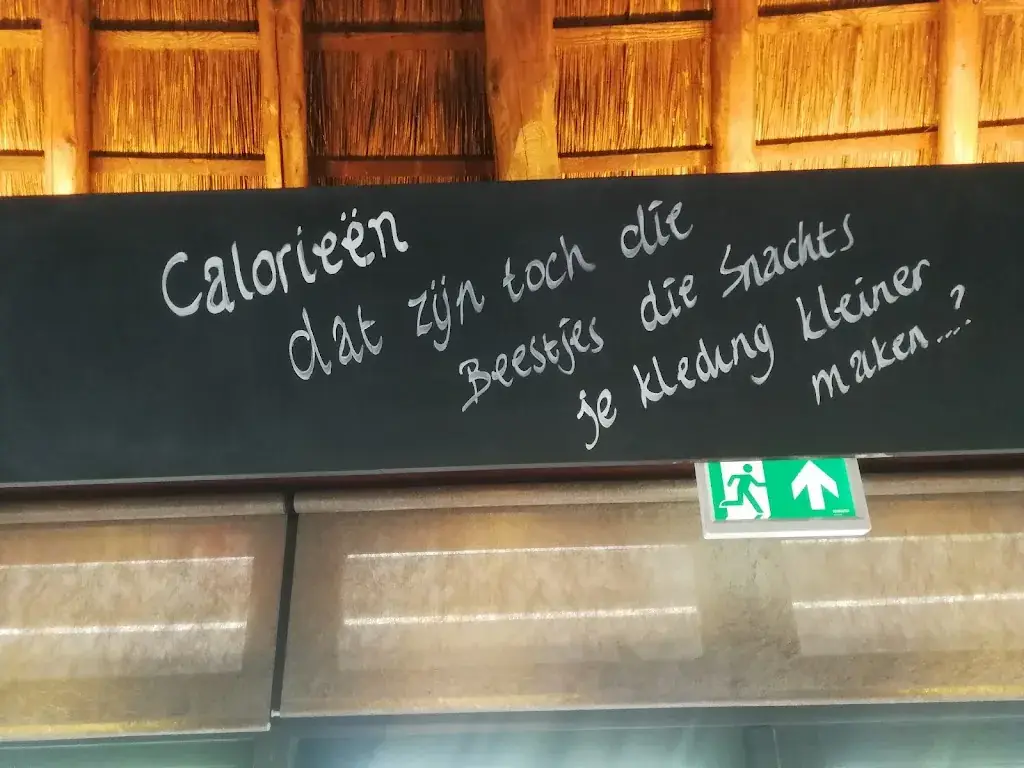 Calorieën
dat zijn toch die
Beestjes die Snachts
je kleding kleiner
maken....?